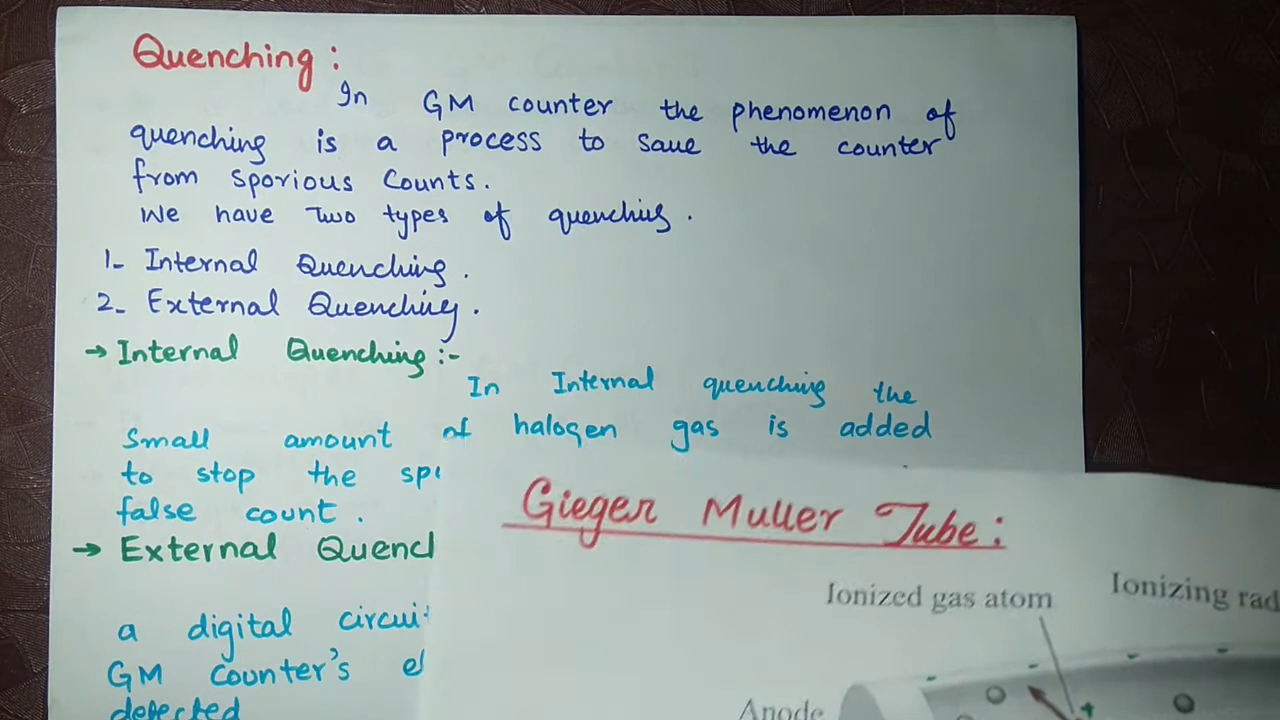 Quenching :
In GM counter the phenomenon of
quenching is a process to save the counter
from sporious Counts.
We have Two types of quenching .
1- Internal Quenching .
2- External Quenching .
→ Internal Quenching :-
In Internal quenching the
Small amount of halogen gas is added
to stop the
false count .
→ External
a digital
GM counter's
detected
Gieger Muller Tube :
Ionized gas atom
Ionizing
Anode